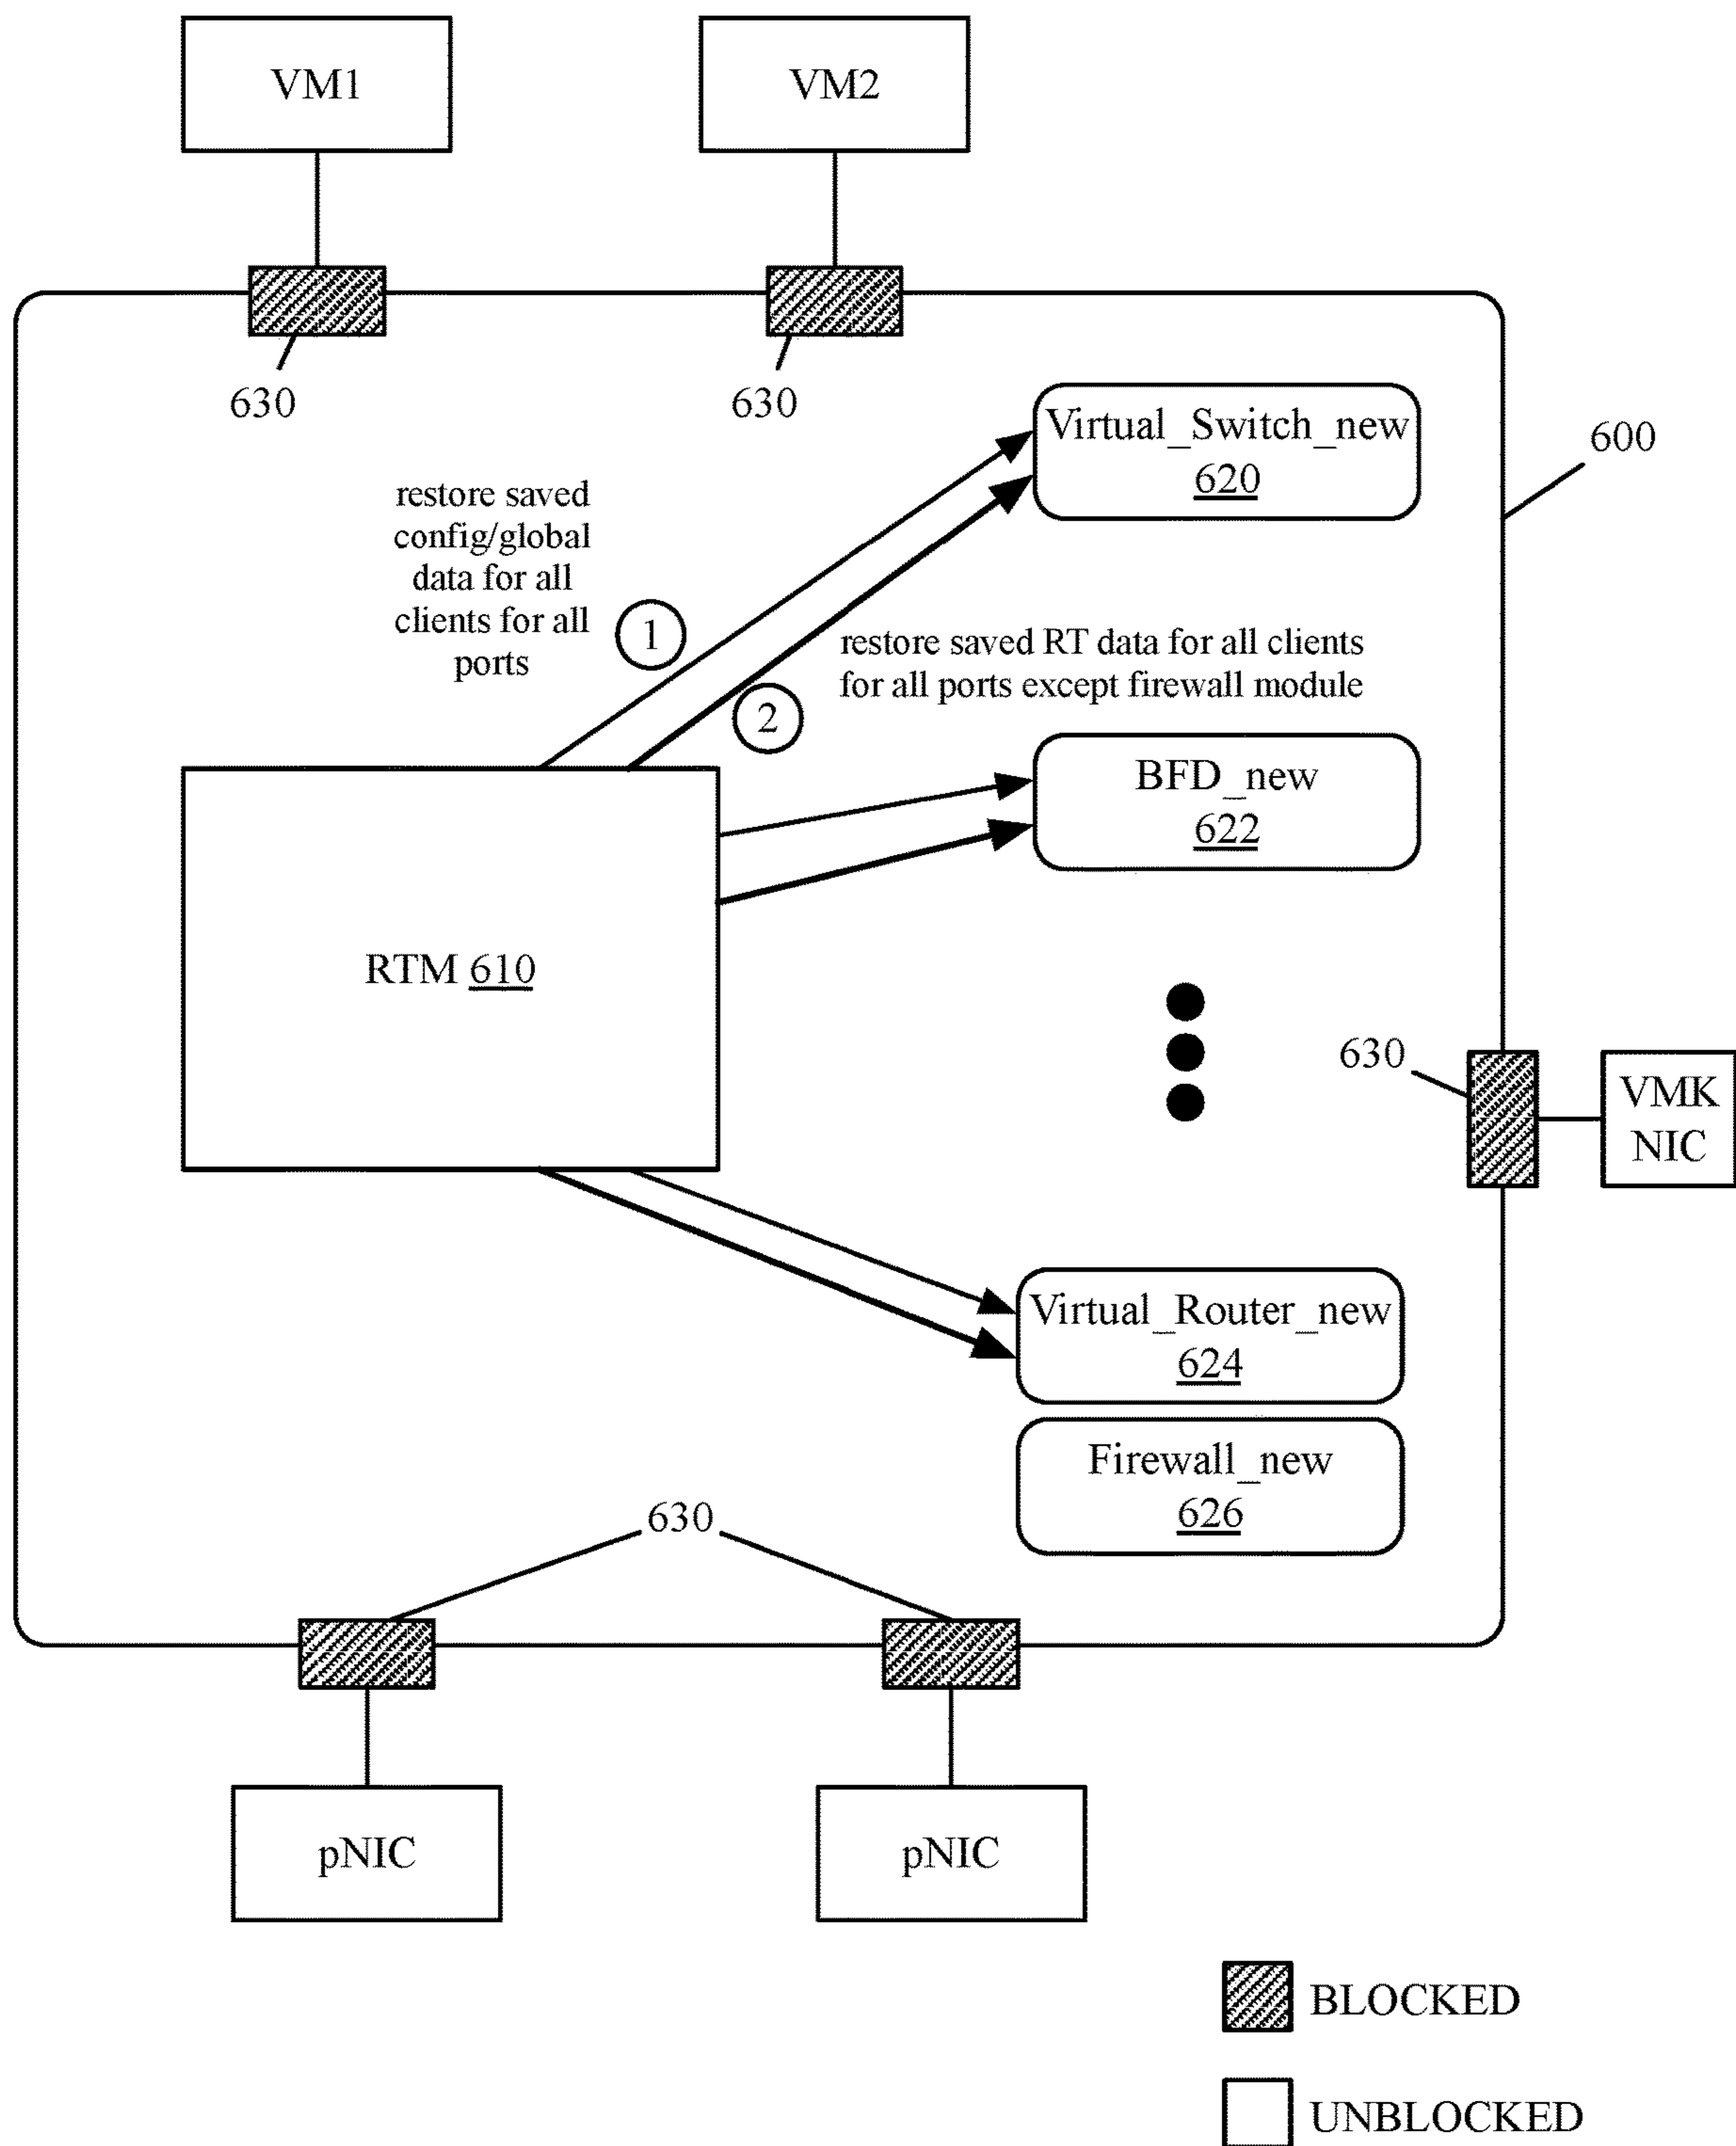 VM1
VM2
630
630
Virtual_Switch_new
620
600
restore saved
config/global
data for all
clients for all
ports
1
restore saved RT data for all clients
for all ports except firewall module
2
BFD_new
622
RTM 610
630
VMK
NIC
Virtual_Router_new
624
Firewall_new
626
630
pNIC
pNIC
BLOCKED
UNBLOCKED